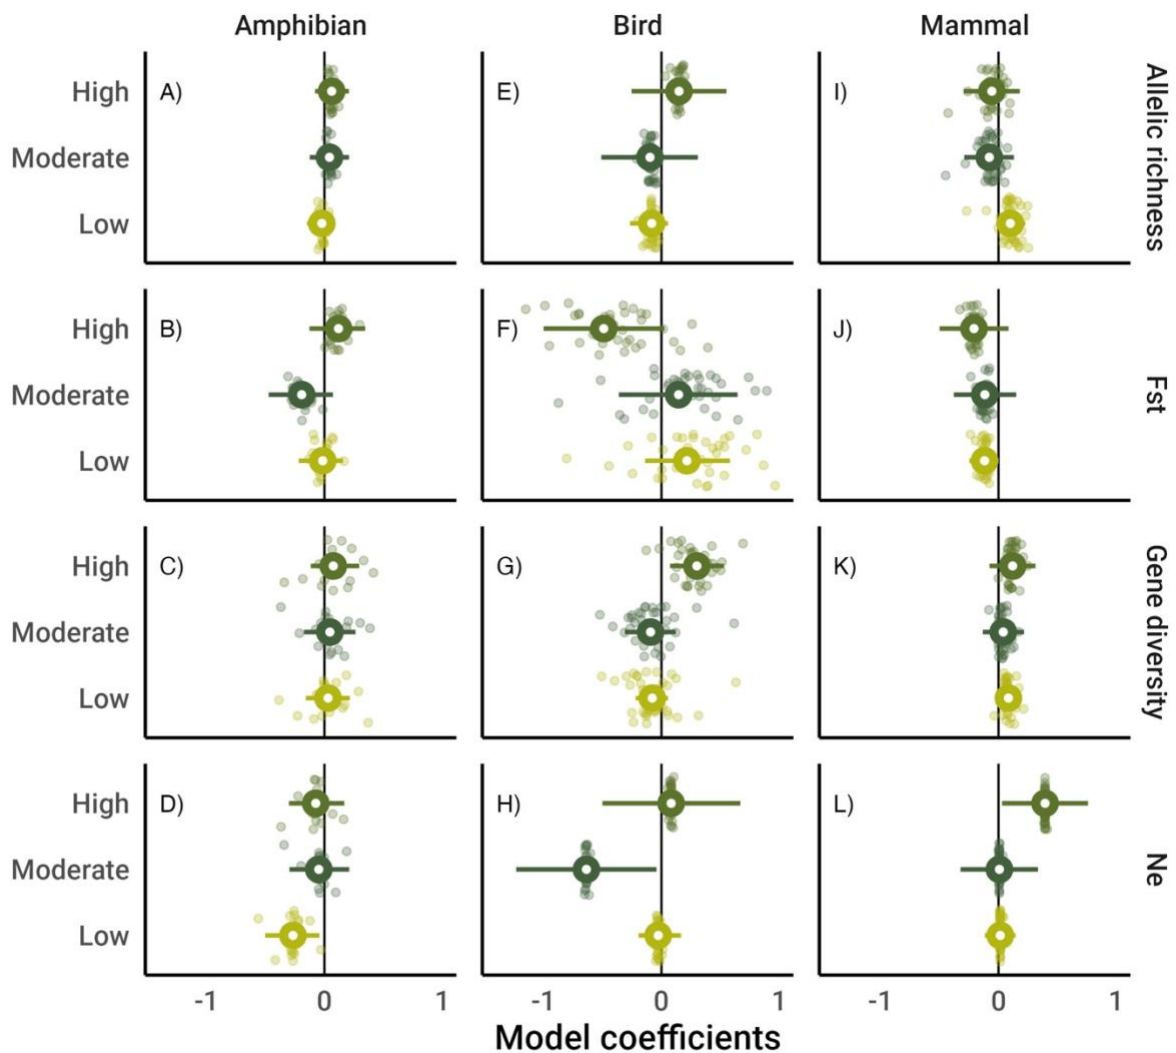 Amphibian Bird Mammal
High A) E) I) Allelic richness
Moderate
Low
High B) F) J) Fst
Moderate
Low
High C) G) K) Gene diversity
Moderate
Low
High D) H) L) Ne
Moderate
Low
-1 0 1 -1 0 1 -1 0 1
Model coefficients